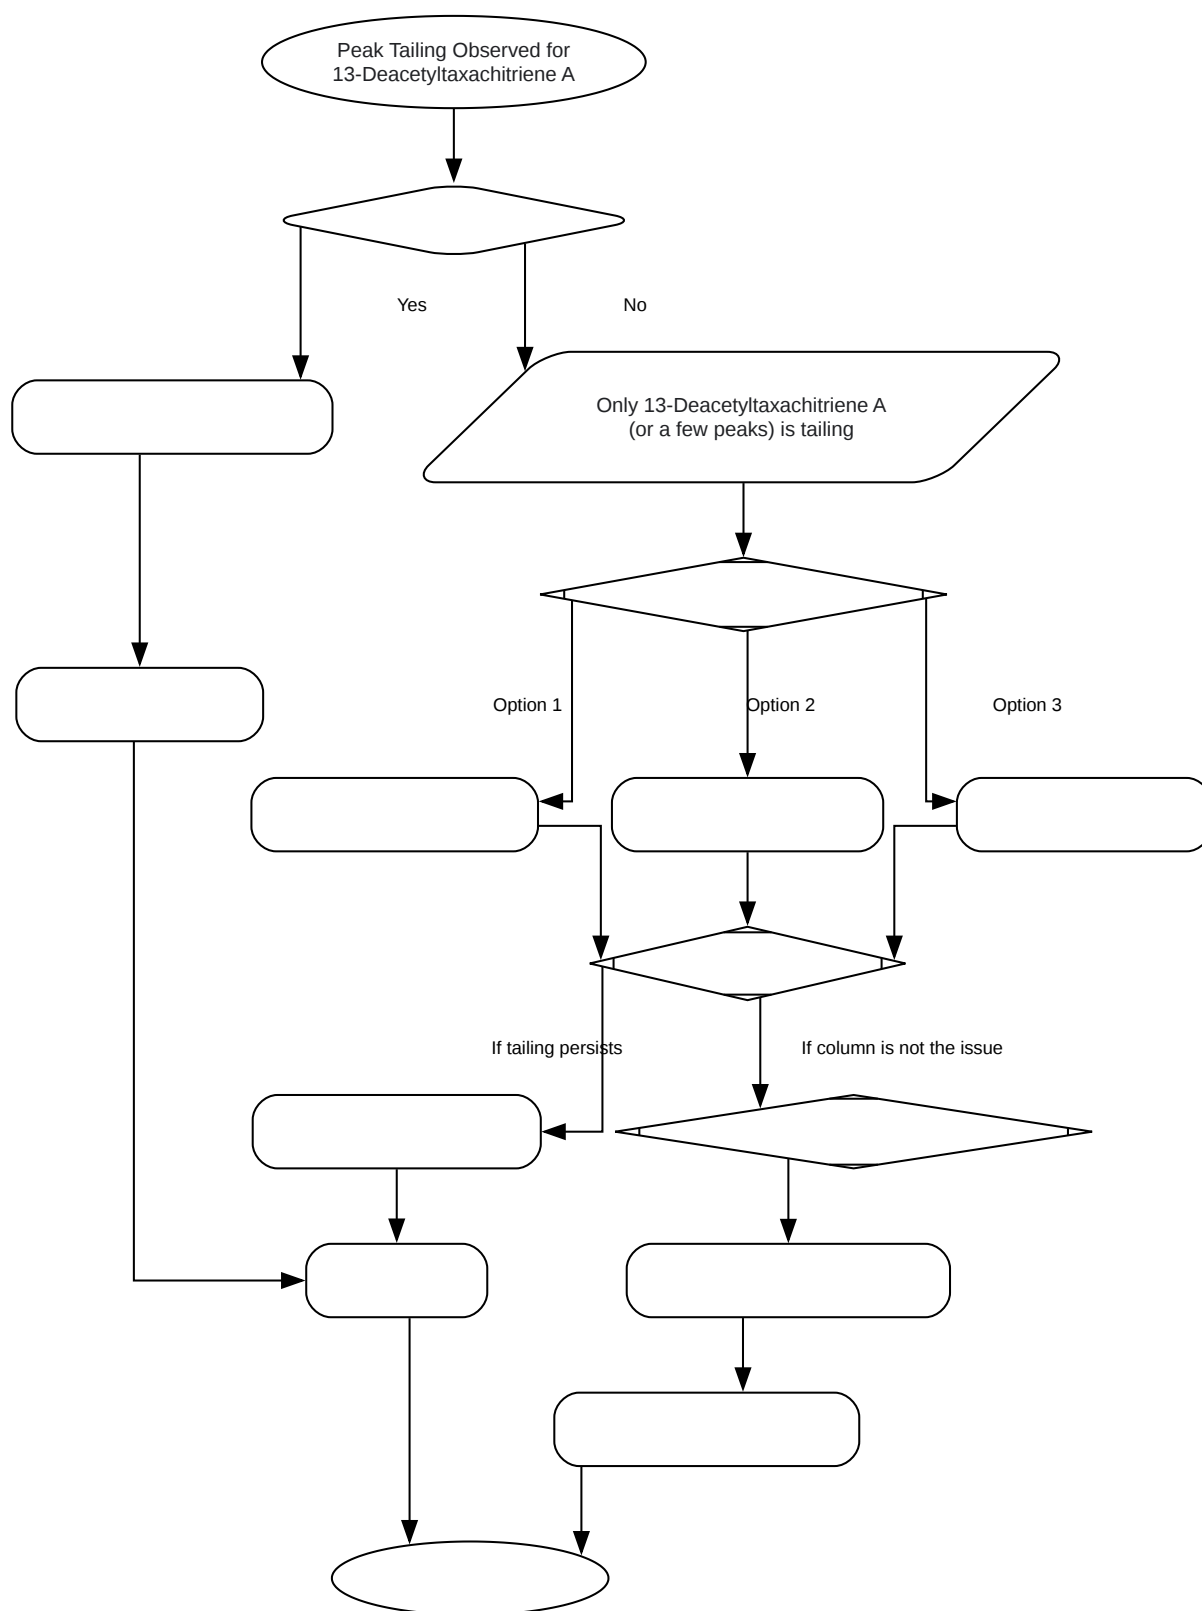 Peak Tailing Observed for
13-Deacetyltaxachitriene A
Yes
No
Only 13-Deacetyltaxachitriene A
(or a few peaks) is tailing
Option 1
Option 2
Option 3
If tailing persists
If column is not the issue